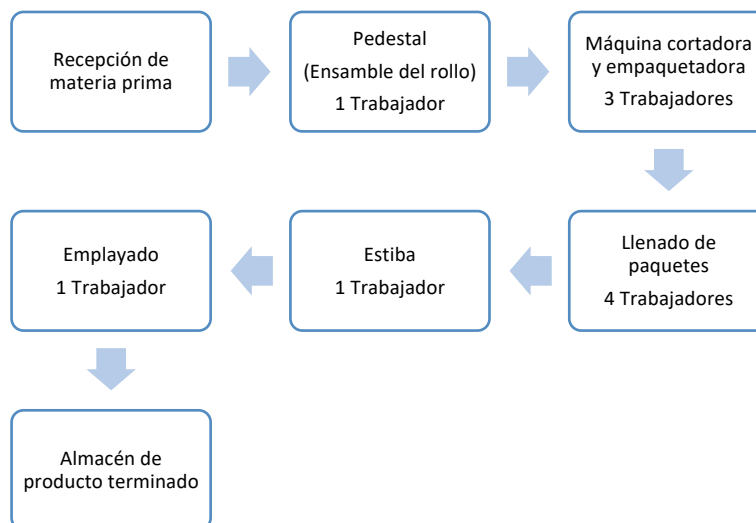 Recepción de
materia prima
Pedestal
(Ensamble del rollo)
1 Trabajador
Máquina cortadora
y empaquetadora
3 Trabajadores
Llenado de
paquetes
4 Trabajadores
Estiba
1 Trabajador
Emplayado
1 Trabajador
Almacén de
producto terminado